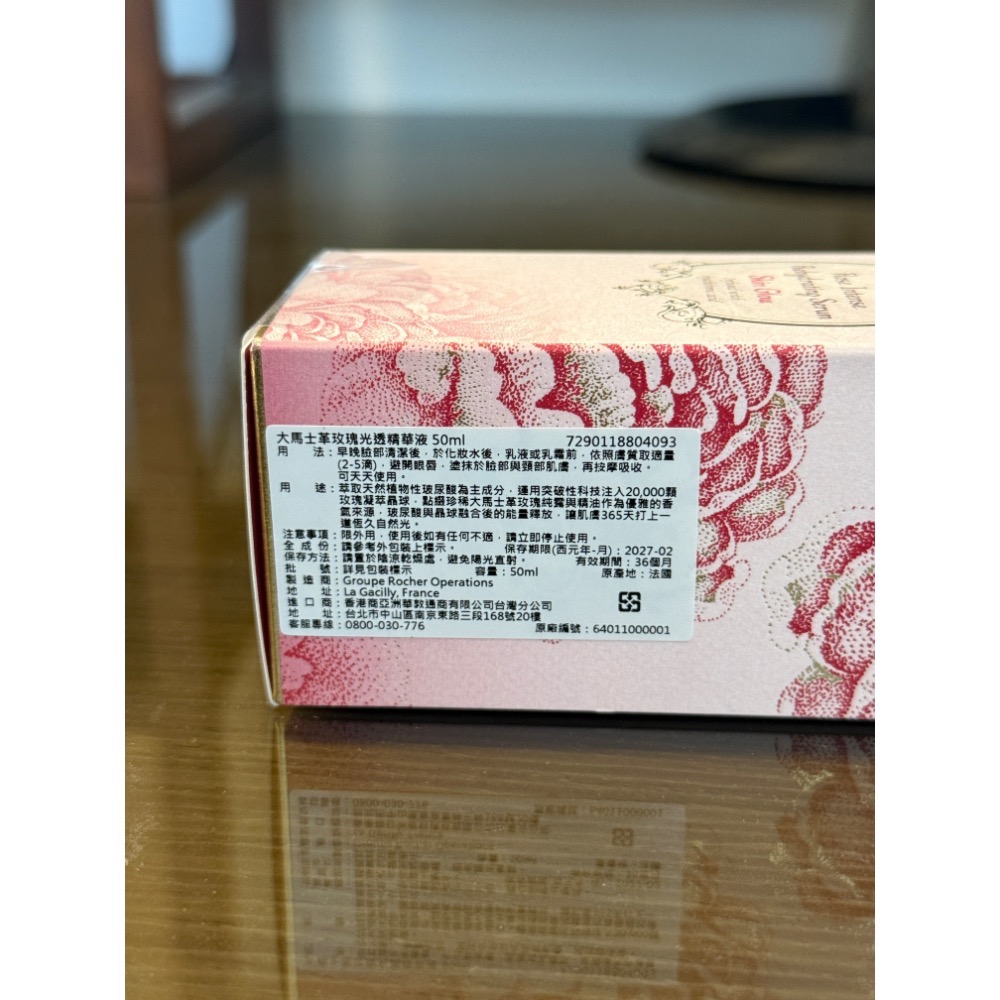 Rose Intense
Replenishing Serum
Skin Glow
大馬士革玫瑰光透精華液 50ml 7290118804093
用 法：早晚臉部清潔後，於化妝水後，乳液或乳霜前，依照膚質取適量
(2-5滴)，避開眼唇，塗抹於臉部與頸部肌膚，再按摩吸收。
可天天使用。
用 途：萃取天然植物性玻尿酸為主成分，運用突破性科技注入20,000顆
玫瑰凝萃晶球，點綴珍稀大馬士革玫瑰純露與精油作為優雅的香
氣來源，玻尿酸與晶球融合後的能量釋放，讓肌膚365天打上一
道恆久自然光。
注意事項：限外用，使用後如有任何不適，請立即停止使用。
全 成 份：請參考外包裝上標示。 保存期限(西元年-月)：2027-02
保存方法：請置於陰涼乾燥處，避免陽光直射。 有效期間：36個月
批 號：詳見包裝標示 容量：50ml 原產地：法國
製 造 商：Groupe Rocher Operations
地 址：La Gacilly, France
進 口 商：香港商亞洲華敦通商有限公司台灣分公司
地 址：台北市中山區南京東路三段168號20樓
客服專線：0800-030-776 原廠編號：64011000001